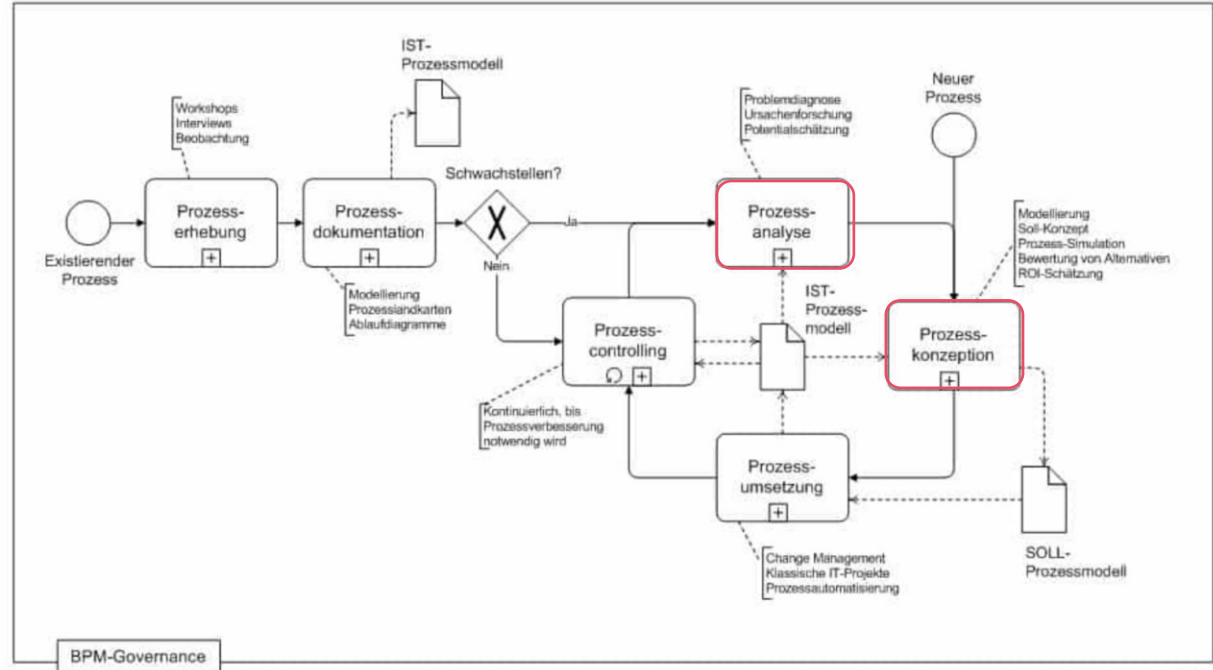 IST-
Prozessmodell
Workshops
Interviews
Beobachtung
Problemdiagnose
Ursachenforschung
Potentialschätzung
Neuer
Prozess
Schwachstellen?
Existierender
Prozess
Prozess-
erhebung
Prozess-
dokumentation
Ja
Nein
Prozess-
analyse
Modellierung
Soll-Konzept
Prozess-Simulation
Bewertung von Alternativen
ROI-Schätzung
Modellierung
Prozesslandkarten
Ablaufdiagramme
Prozess-
controlling
IST-
Prozess-
modell
Prozess-
konzeption
Kontinuierlich, bis
Prozessverbesserung
notwendig wird
Prozess-
umsetzung
SOLL-
Prozessmodell
Change Management
Klassische IT-Projekte
Prozessautomatisierung
BPM-Governance